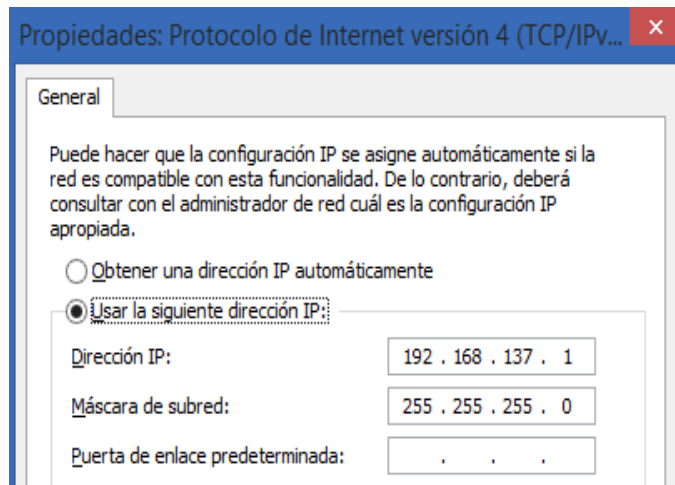 Propiedades: Protocolo de Internet versión 4 (TCP/IPv...
General
Puede hacer que la configuración IP se asigne automáticamente si la
red es compatible con esta funcionalidad. De lo contrario, deberá
consultar con el administrador de red cuál es la configuración IP
apropiada.
Obtener una dirección IP automáticamente
Usar la siguiente dirección IP:
Dirección IP: 192 . 168 . 137 . 1
Máscara de subred: 255 . 255 . 255 . 0
Puerta de enlace predeterminada: . . .